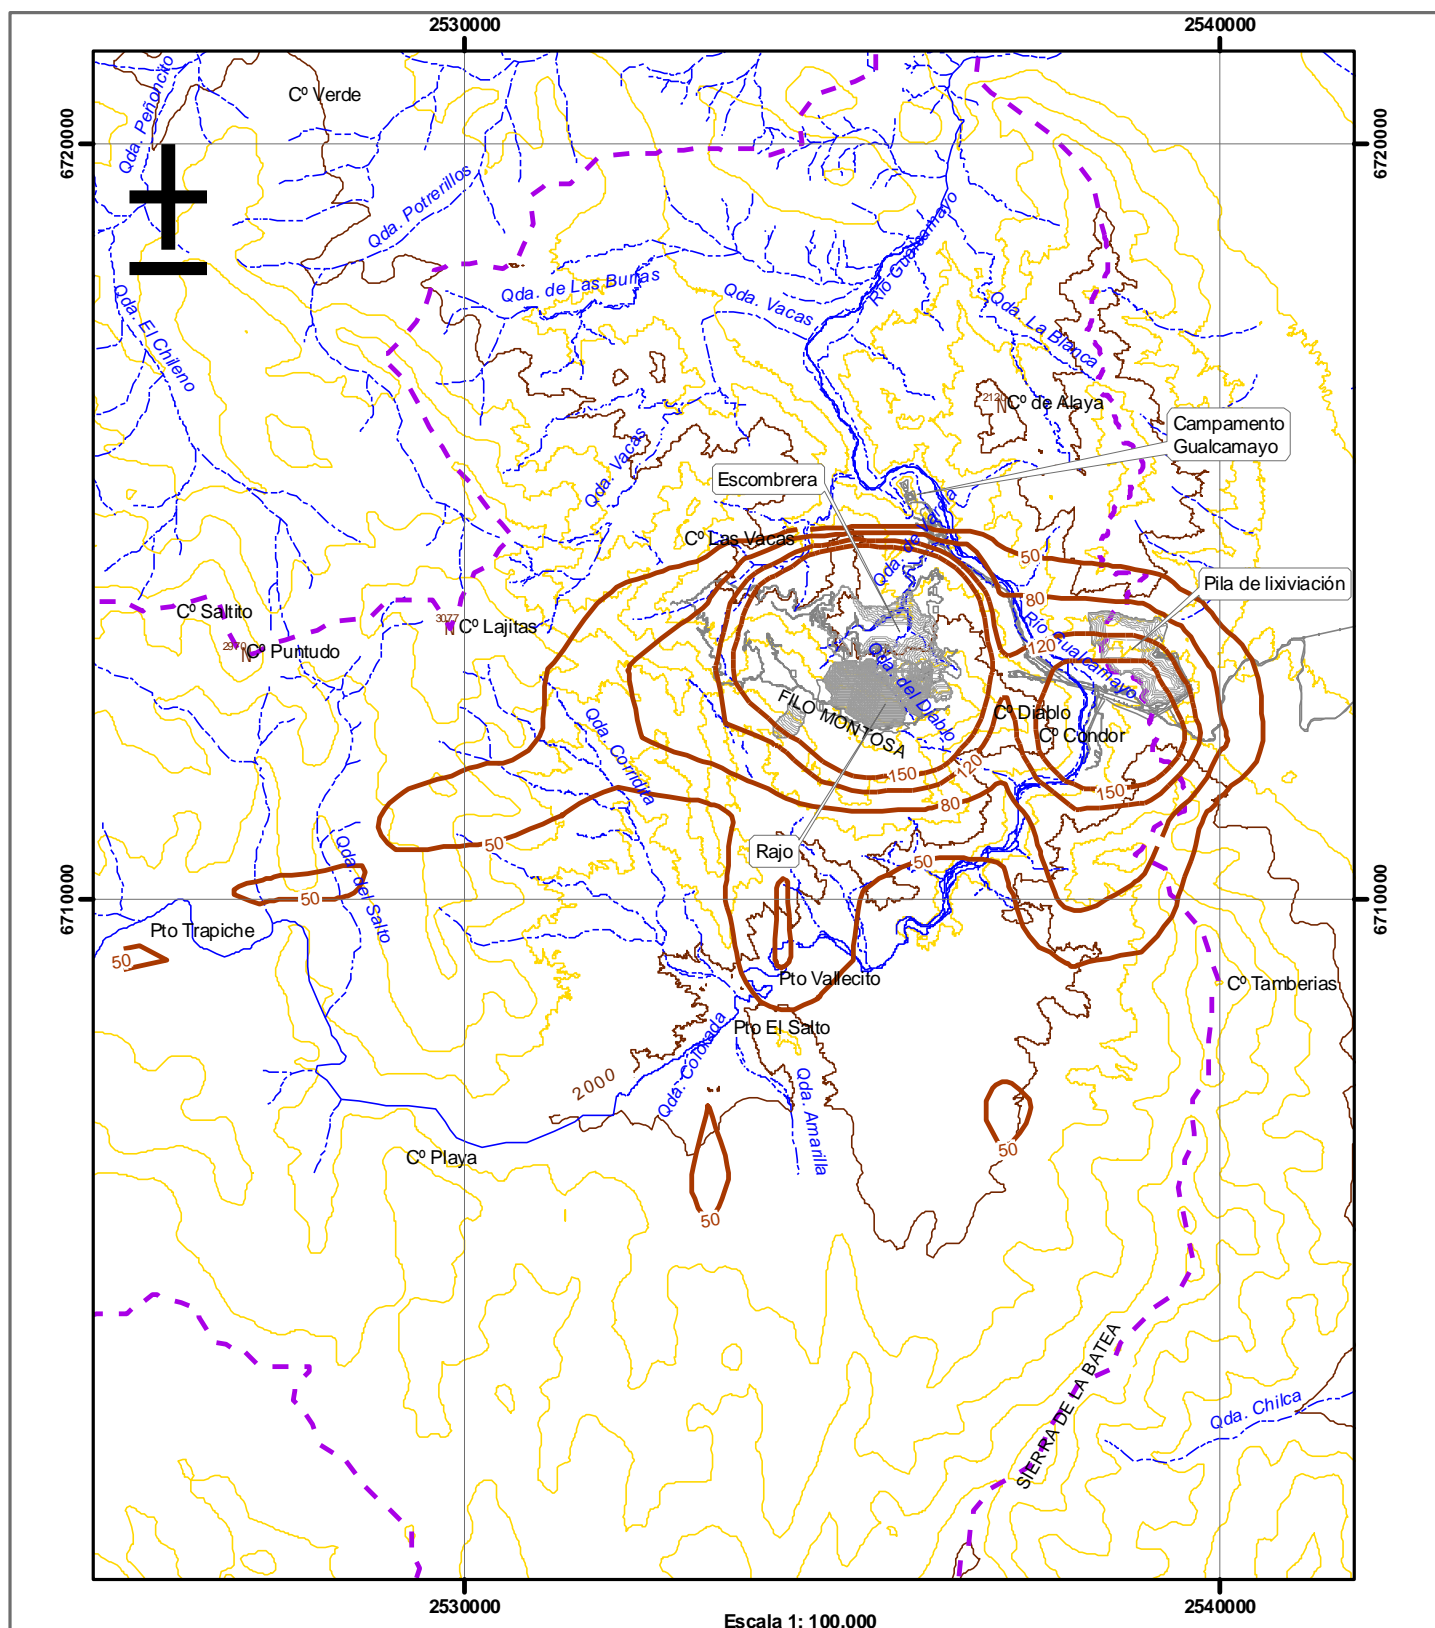 2530000
2540000
6720000
6720000
Cº Verde
Qda. Peñoncito
Qda. Potrerillos
Río Gualcamayo
Qda. de Las Burras
Qda. Vacas
Qda. La Blanca
Qda. El Chileno
2120
N
Cº de Alaya
Campamento
Gualcamayo
Qda. Vacas
Escombrera
Cº Las Vacas
50
Pila de lixiviación
80
Cº Saltito
3077
N
Cº Lajitas
Río Gualcamayo
120
2970
N
Cº Puntudo
Qda. del Diablo
FILO MONTOSA
Cº Diablo
Cº Condor
Qda. Corridita
150
120
150
80
50
Rajo
50
Qda. del Salto
50
6710000
6710000
Pto Trapiche
50
Pto Vallecito
Cº Tamberias
Pto El Salto
Qda. Colorada
2000
Qda. Amarilla
Cº Playa
50
50
SIERRA DE LA BATEA
Qda. Chilca
2530000
2540000
Escala 1: 100.000